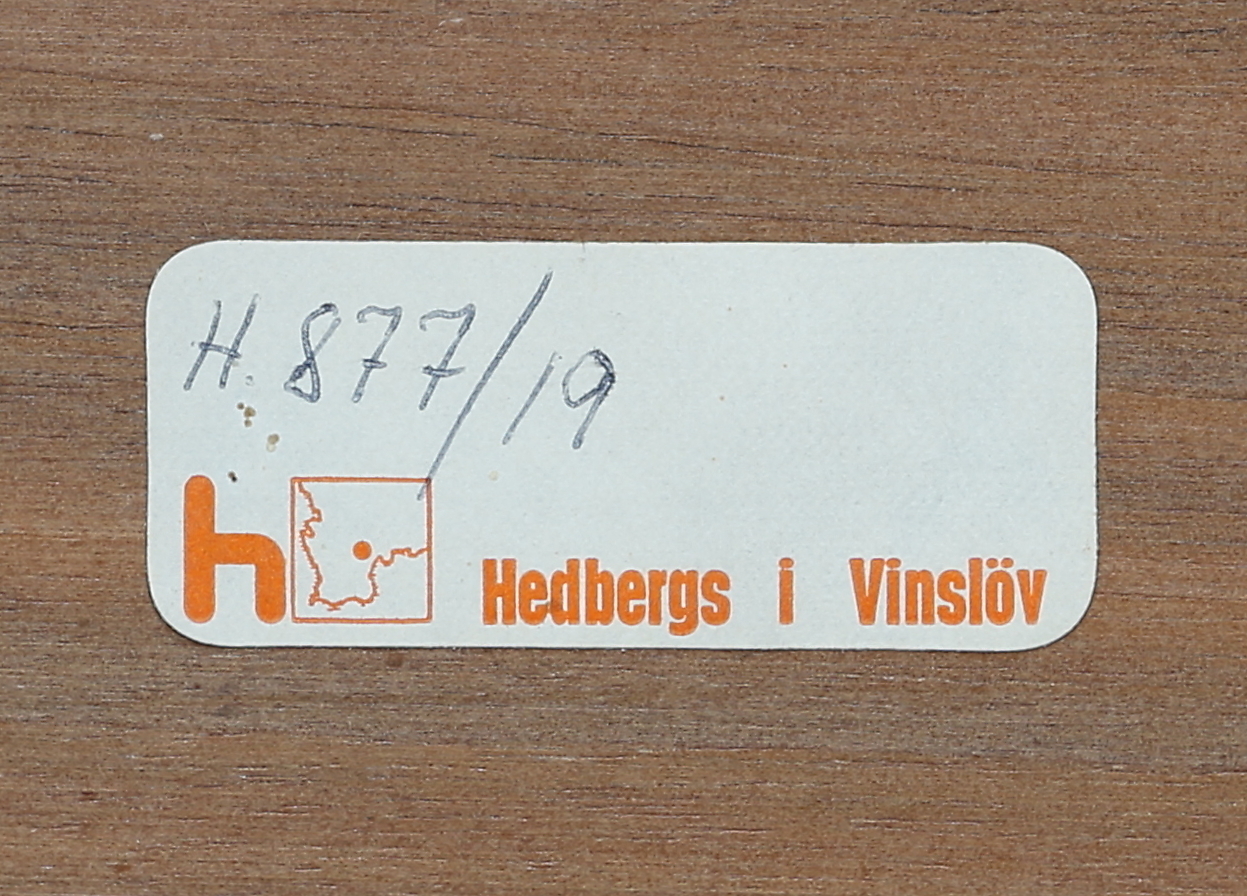 H. 877/19
h Hedbergs i Vinslöv